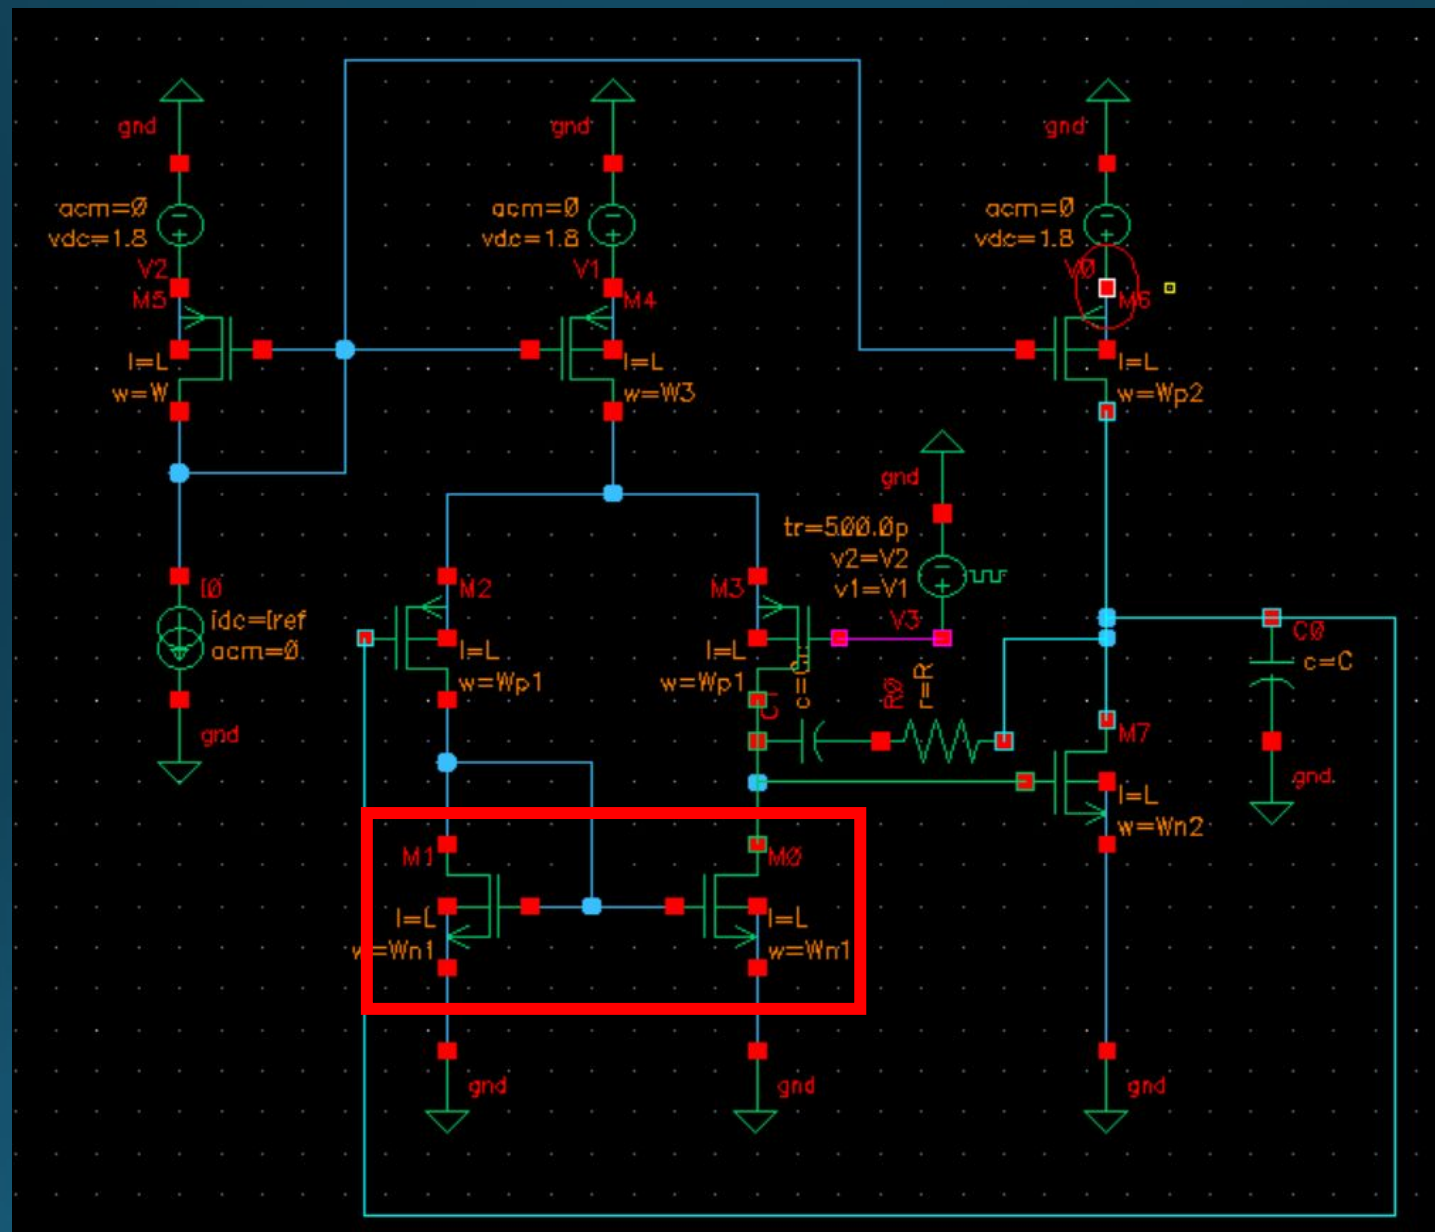 gnd
gnd
gnd
acm=0
vdc=1.8
V2
M5
l=L
w=W
acm=0
vdc=1.8
V1
M4
l=L
w=W3
acm=0
vdc=1.8
V0
M6
l=L
w=Wp2
gnd
tr=500.0p
v2=V2
v1=V1
V3
I0
idc=Iref
acm=0
gnd
M2
l=L
w=Wp1
M3
l=L
w=Wp1
C1
R0
r=R
C0
c=C
gnd
M7
l=L
w=Wn2
M1
l=L
w=Wn1
M0
l=L
w=Wn1
gnd
gnd
gnd